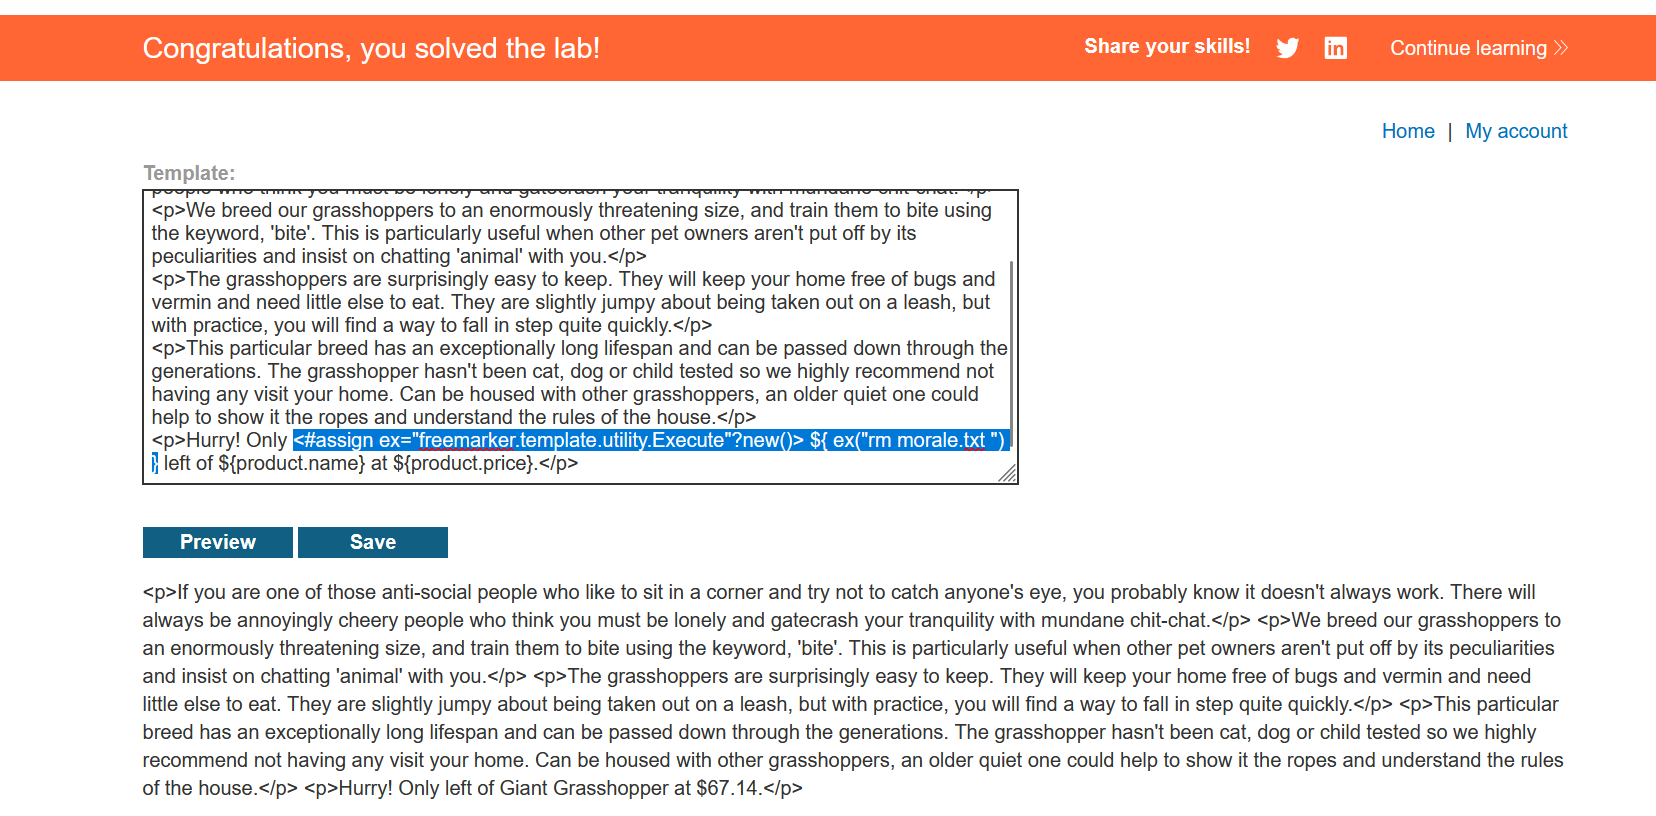 Congratulations, you solved the lab!
Share your skills!
Continue learning
Home | My account
Template:
people who think you must be lonely and gatecrash your tranquility with mundane chit-chat.</p>
<p>We breed our grasshoppers to an enormously threatening size, and train them to bite using
the keyword, 'bite'. This is particularly useful when other pet owners aren't put off by its
peculiarities and insist on chatting 'animal' with you.</p>
<p>The grasshoppers are surprisingly easy to keep. They will keep your home free of bugs and
vermin and need little else to eat. They are slightly jumpy about being taken out on a leash, but
with practice, you will find a way to fall in step quite quickly.</p>
<p>This particular breed has an exceptionally long lifespan and can be passed down through the
generations. The grasshopper hasn't been cat, dog or child tested so we highly recommend not
having any visit your home. Can be housed with other grasshoppers, an older quiet one could
help to show it the ropes and understand the rules of the house.</p>
<p>Hurry! Only <#assign ex="freemarker.template.utility.Execute"?new()> ${ ex("rm morale.txt ")
} left of ${product.name} at ${product.price}.</p>
Preview
Save
<p>If you are one of those anti-social people who like to sit in a corner and try not to catch anyone's eye, you probably know it doesn't always work. There will
always be annoyingly cheery people who think you must be lonely and gatecrash your tranquility with mundane chit-chat.</p> <p>We breed our grasshoppers to
an enormously threatening size, and train them to bite using the keyword, 'bite'. This is particularly useful when other pet owners aren't put off by its peculiarities
and insist on chatting 'animal' with you.</p> <p>The grasshoppers are surprisingly easy to keep. They will keep your home free of bugs and vermin and need
little else to eat. They are slightly jumpy about being taken out on a leash, but with practice, you will find a way to fall in step quite quickly.</p> <p>This particular
breed has an exceptionally long lifespan and can be passed down through the generations. The grasshopper hasn't been cat, dog or child tested so we highly
recommend not having any visit your home. Can be housed with other grasshoppers, an older quiet one could help to show it the ropes and understand the rules
of the house.</p> <p>Hurry! Only left of Giant Grasshopper at $67.14.</p>